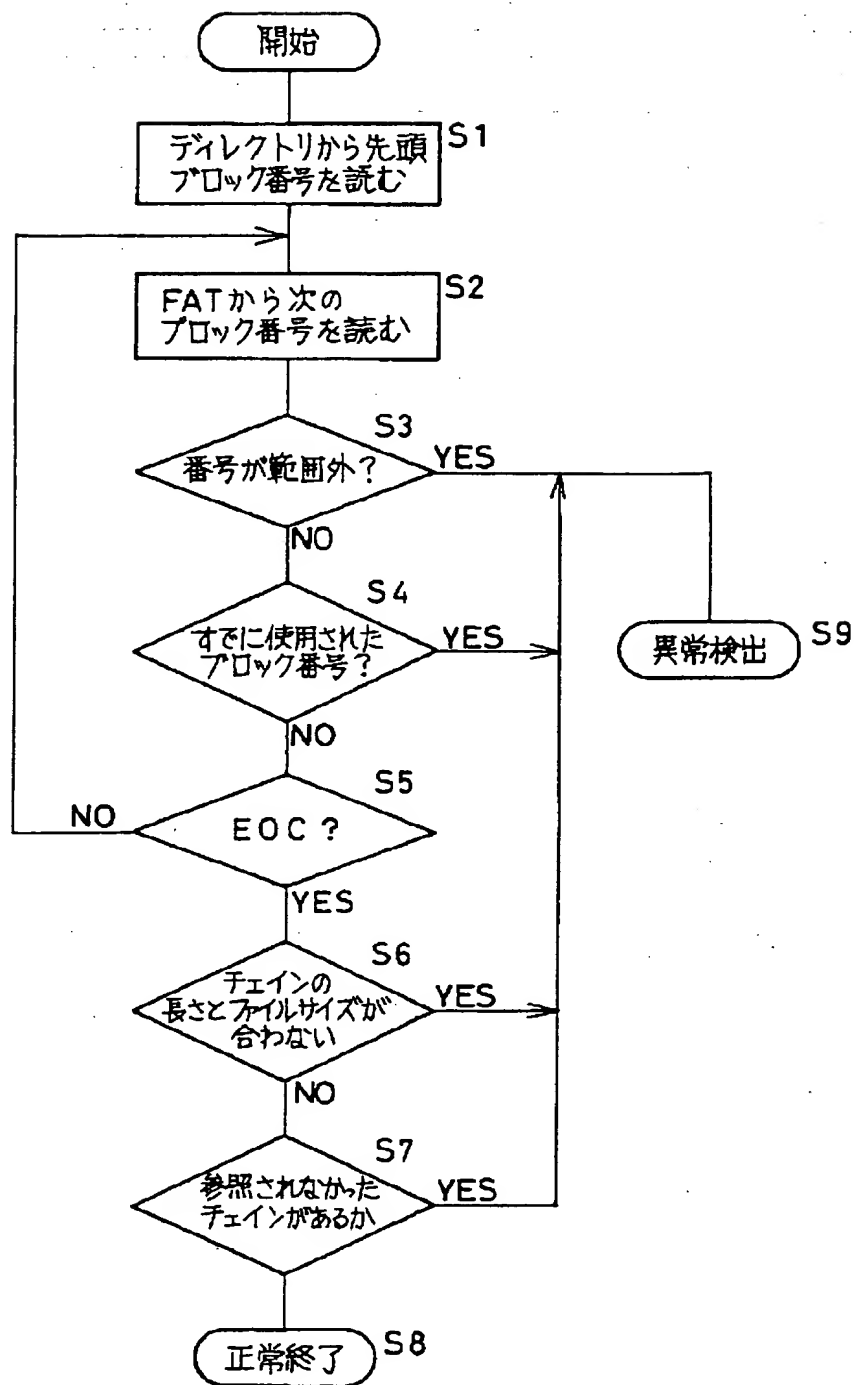 開始
ディレクトリから先頭
ブロック番号を読む
S1
FATから次の
ブロック番号を読む
S2
S3
番号が範囲外?
YES
NO
S4
すでに使用された
ブロック番号?
YES
異常検出
S9
NO
S5
NO
EOC?
YES
S6
チェインの
長さとファイルサイズが
合わない
YES
NO
S7
参照されなかった
チェインがあるか
YES
正常終了
S8